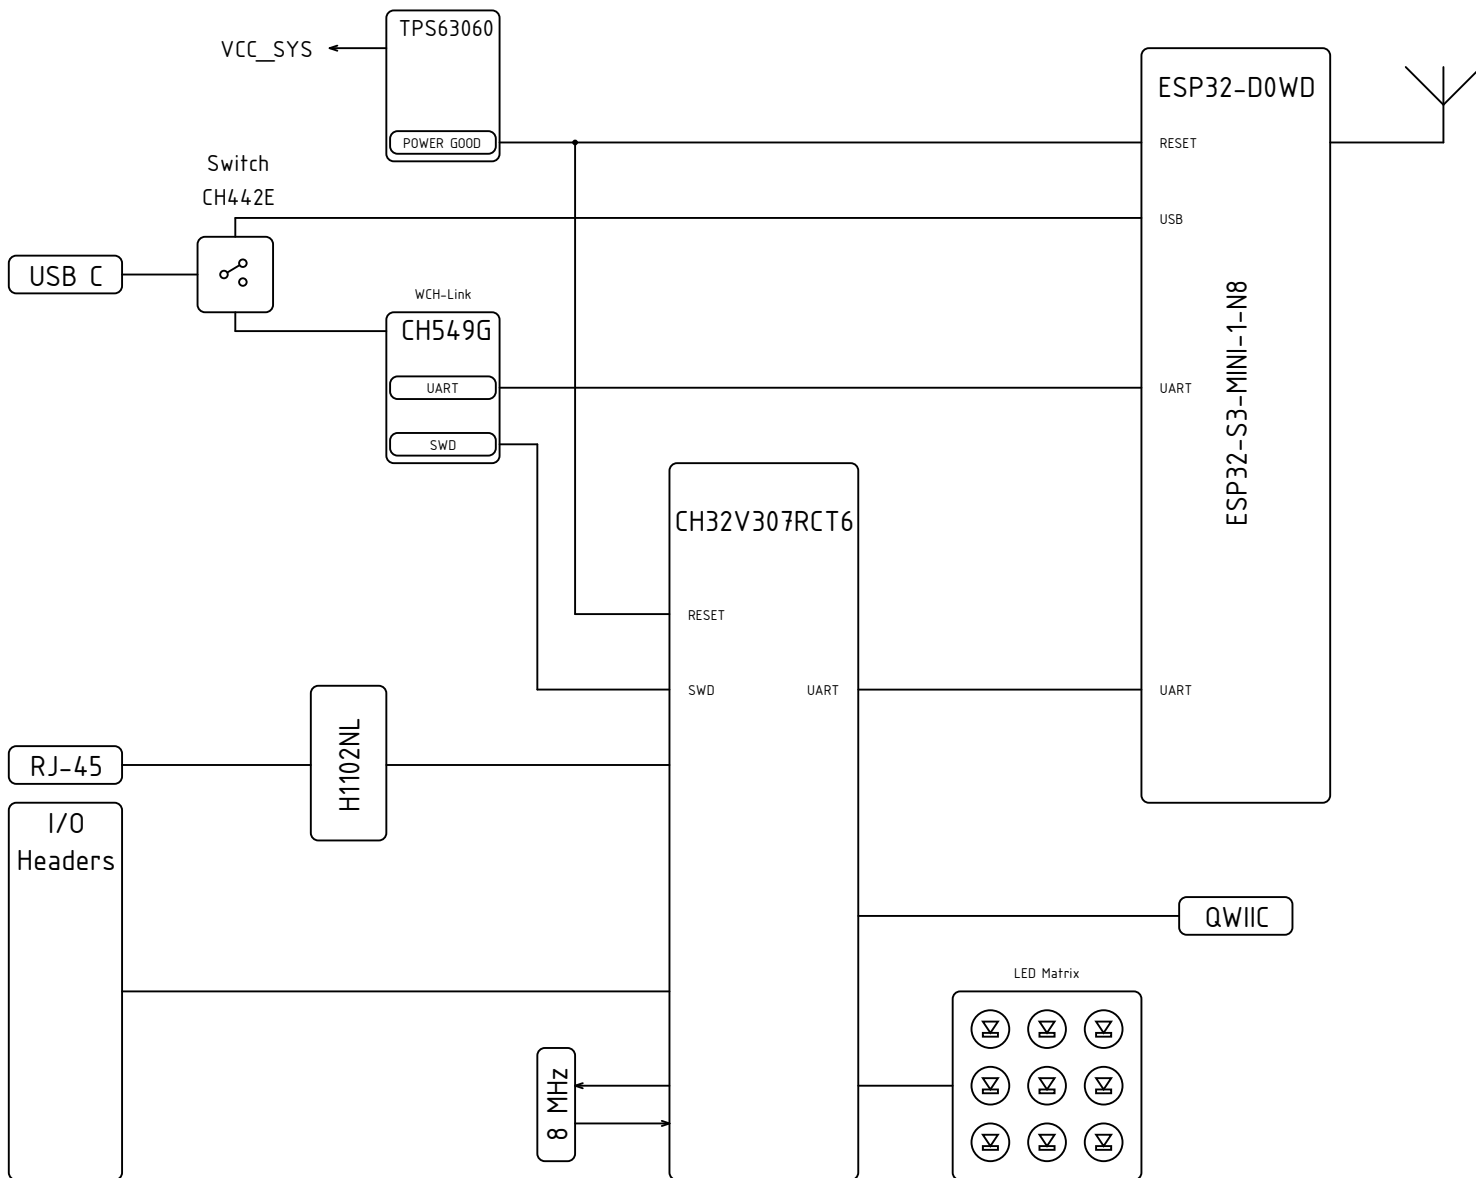 TPS63060
VCC_SYS
POWER GOOD
ESP32-D0WD
RESET
Switch
CH442E
USB
USB C
WCH-Link
CH549G
UART
UART
SWD
ESP32-S3-MINI-1-N8
CH32V307RCT6
RESET
SWD
UART
UART
RJ-45
H1102NL
I/O
Headers
QWIIC
LED Matrix
8 MHz